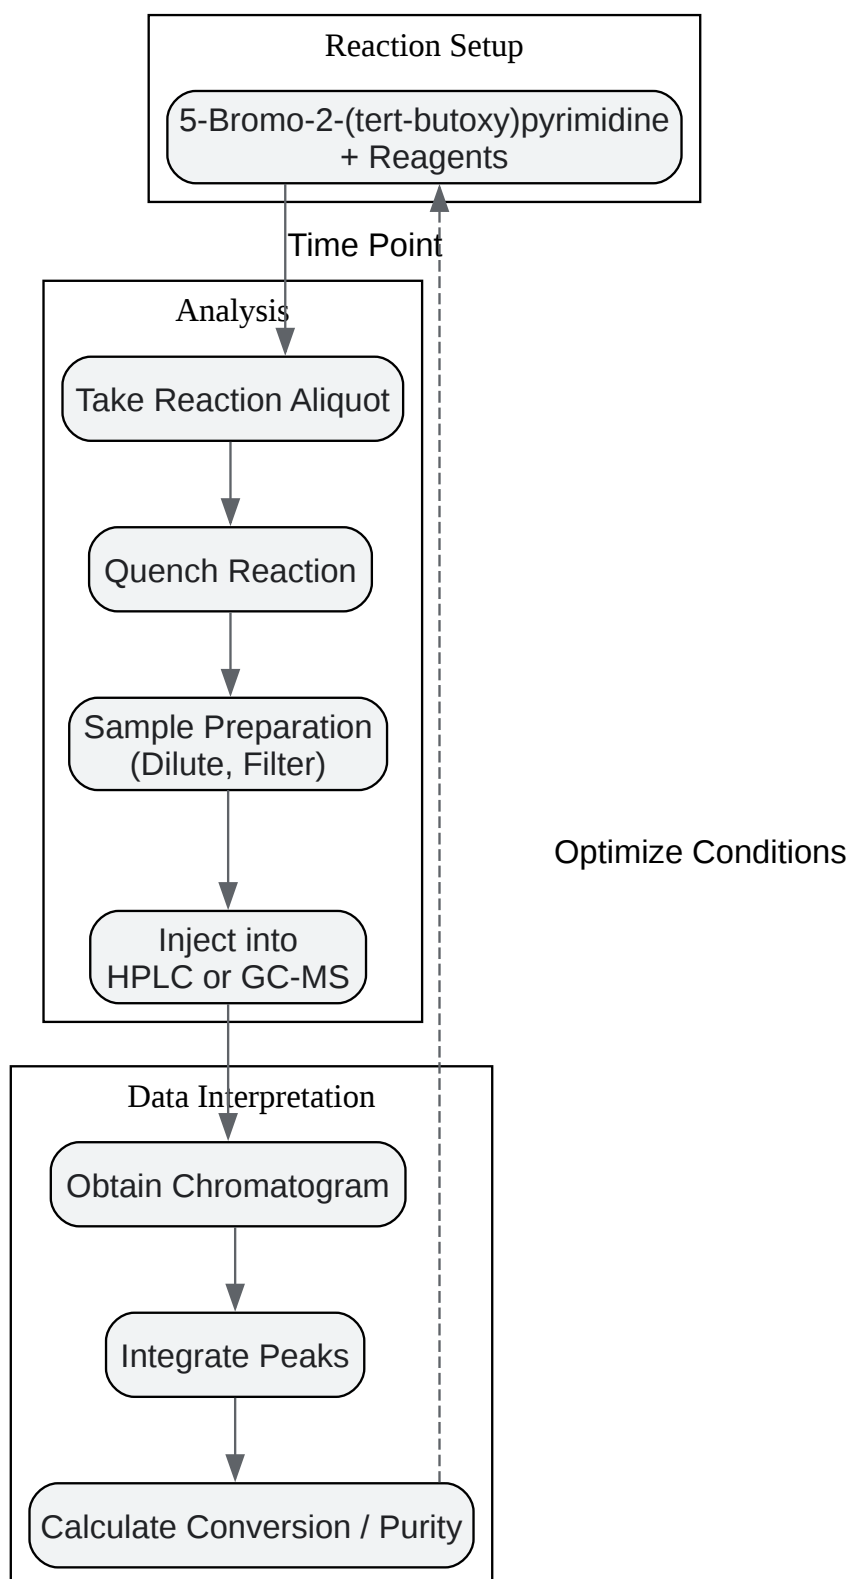 Reaction Setup
5-Bromo-2-(tert-butoxy)pyrimidine
+ Reagents
Time Point
Analysis
Take Reaction Aliquot
Quench Reaction
Sample Preparation
(Dilute, Filter)
Optimize Conditions
Inject into
HPLC or GC-MS
Data Interpretation
Obtain Chromatogram
Integrate Peaks
Calculate Conversion / Purity